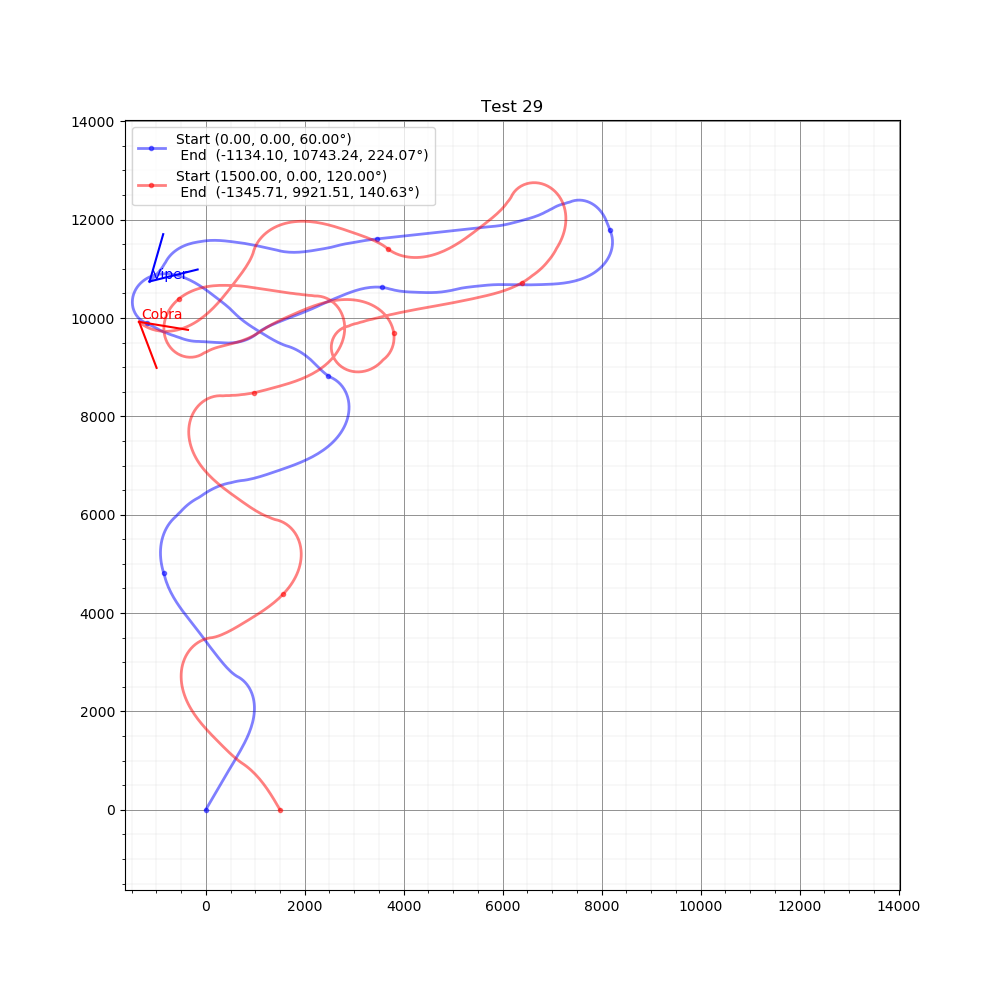 Test 29
Start (0.00, 0.00, 60.00°)
End (-1134.10, 10743.24, 224.07°)
Start (1500.00, 0.00, 120.00°)
End (-1345.71, 9921.51, 140.63°)
14000
12000
10000
8000
6000
4000
2000
0
Viper
Cobra
0 2000 4000 6000 8000 10000 12000 14000